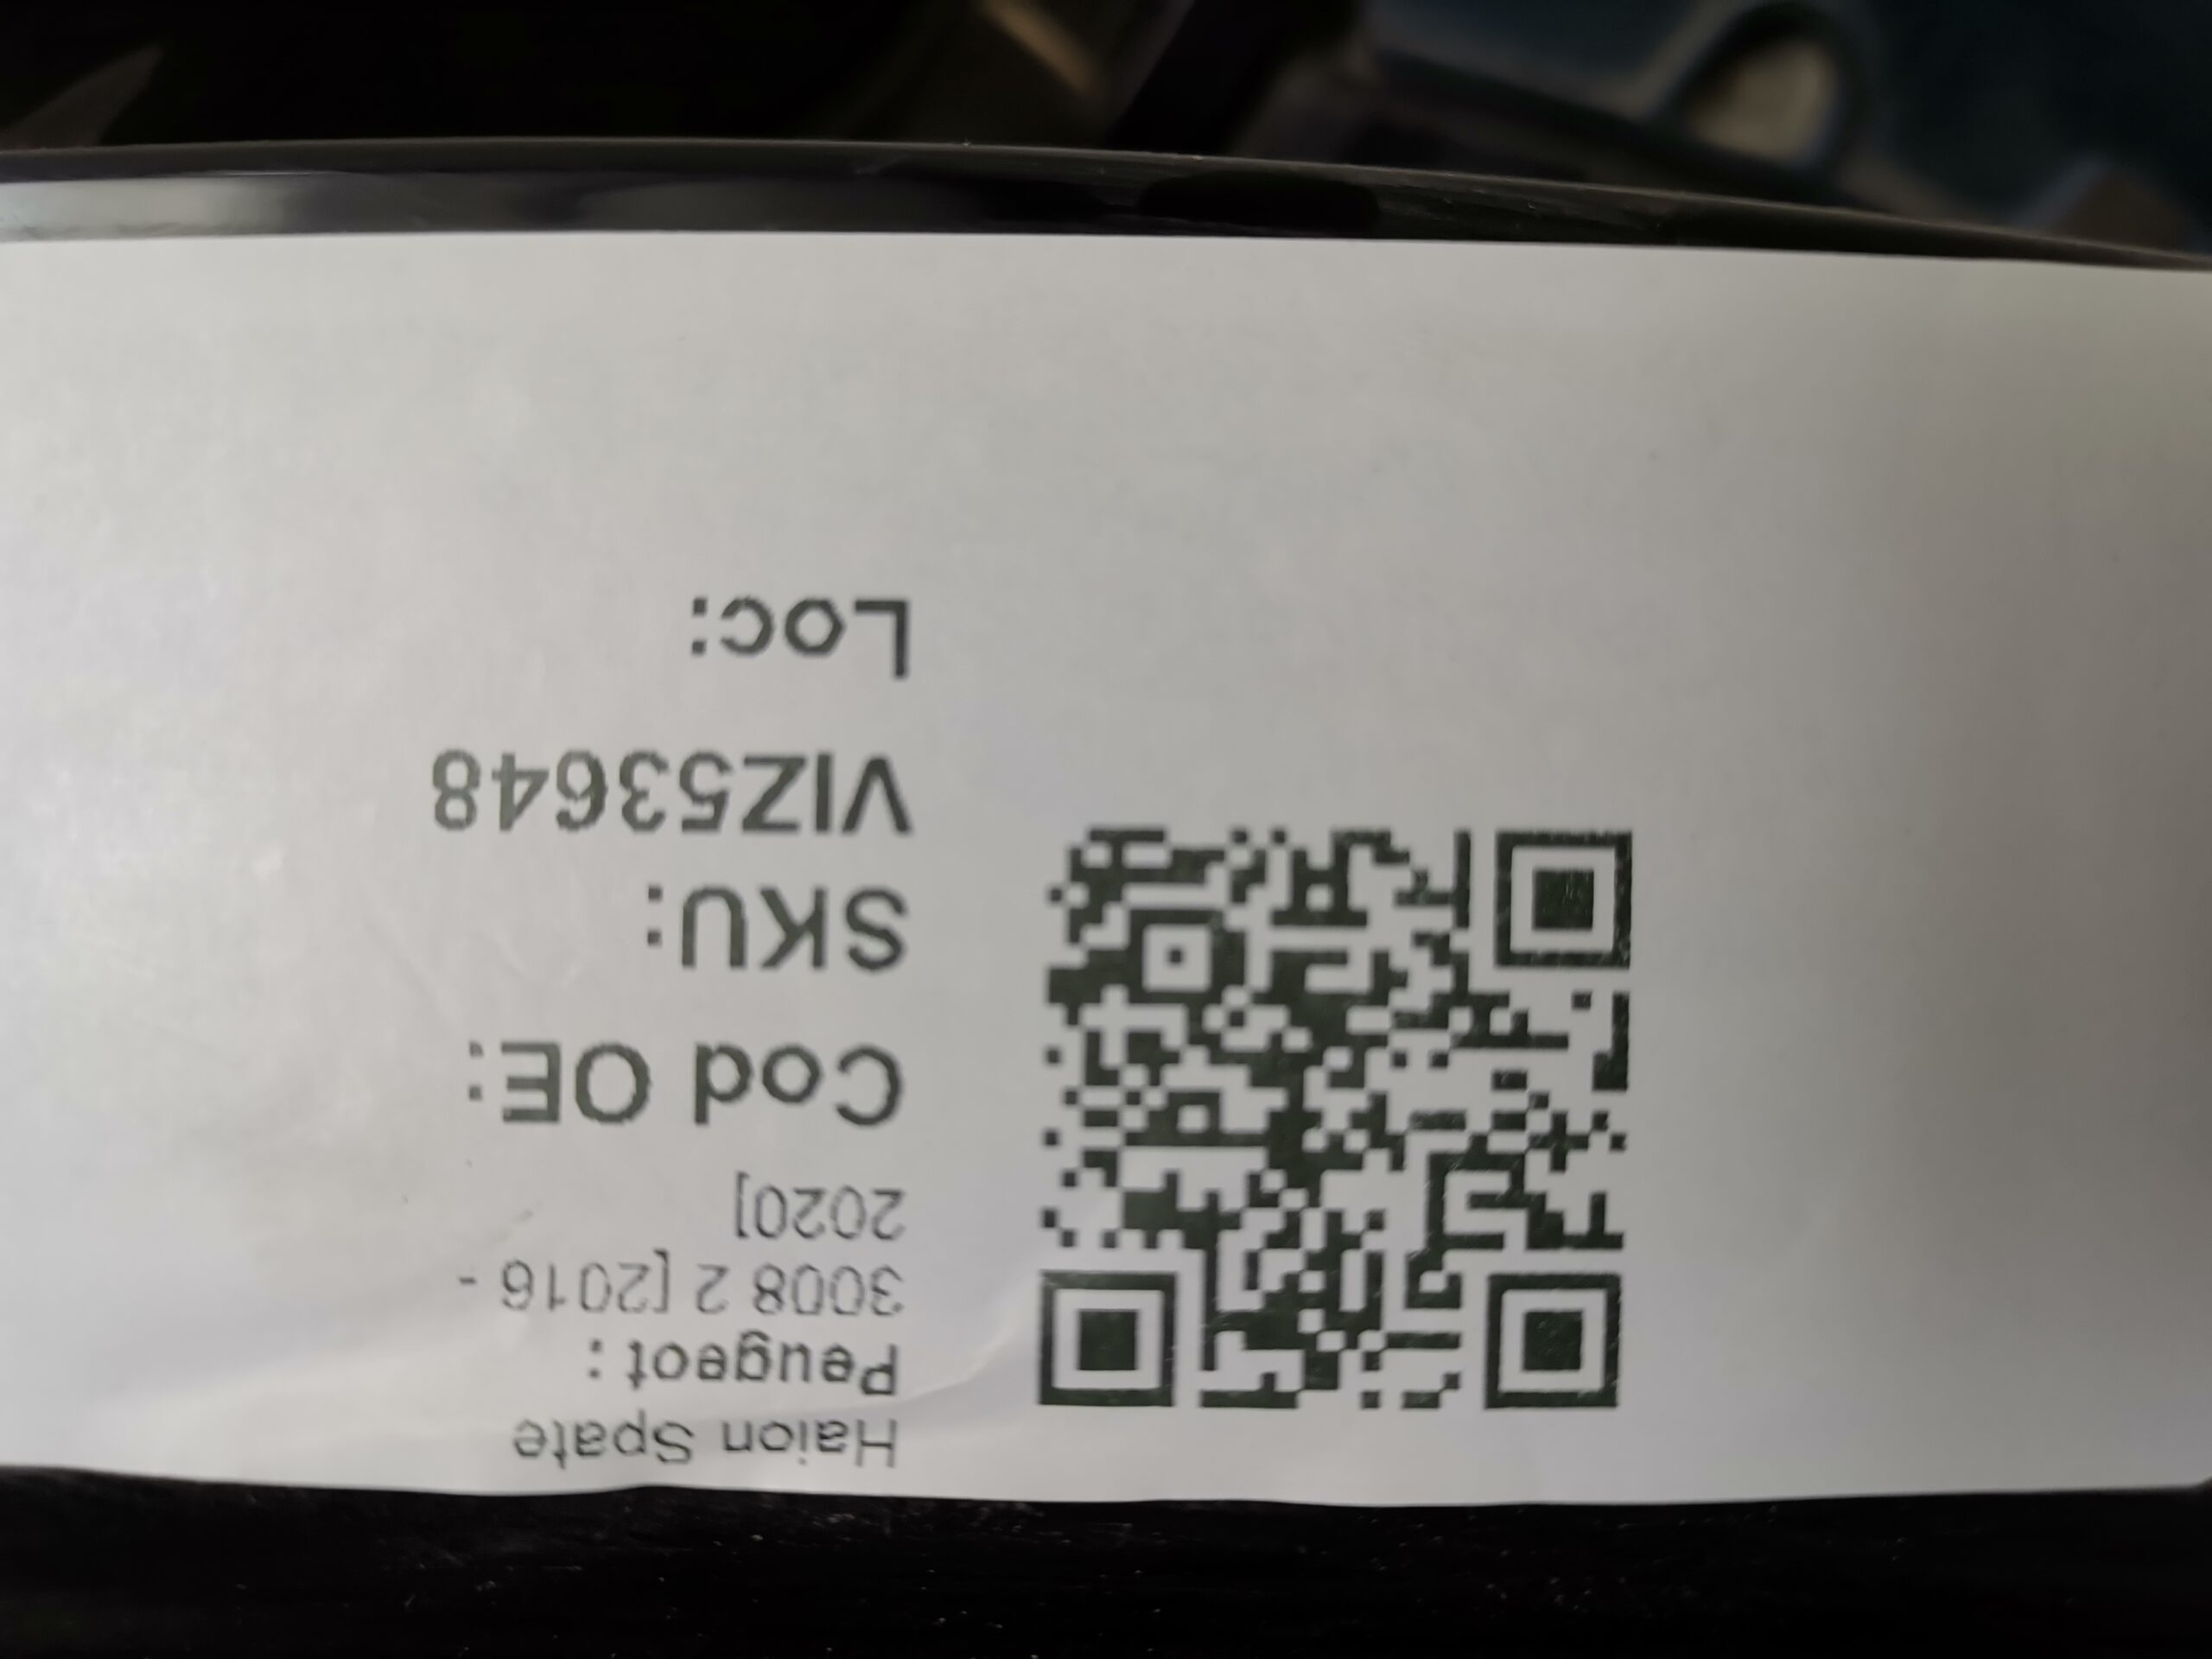 Haion Spate
Peugeot:
3008 2 [2016 -
2020]
Cod OE:
SKU:
VIZ53648
Loc: